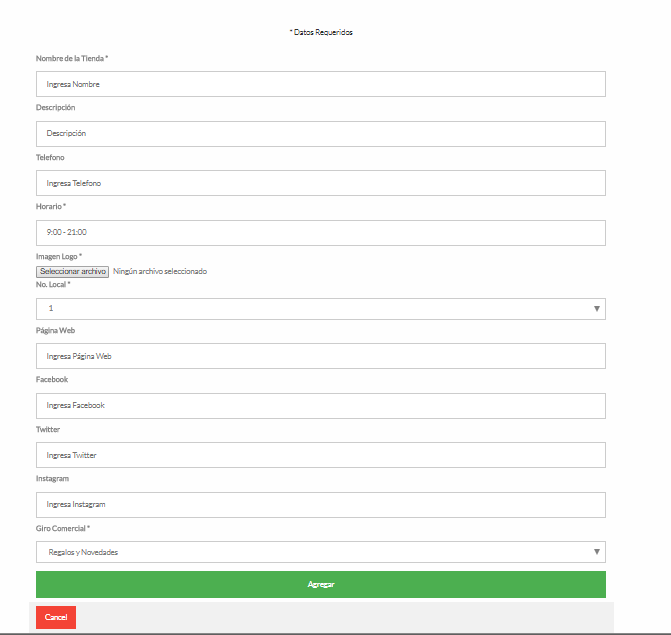 * Datos Requeridos
Nombre de la Tienda *
Ingresa Nombre
Descripción
Descripción
Telefono
Ingresa Telefono
Horario *
9:00 - 21:00
Imagen Logo *
Seleccionar archivo Ningún archivo seleccionado
No. Local *
1
Página Web
Ingresa Página Web
Facebook
Ingresa Facebook
Twitter
Ingresa Twitter
Instagram
Ingresa Instagram
Giro Comercial *
Regalos y Novedades
Agregar
Cancel